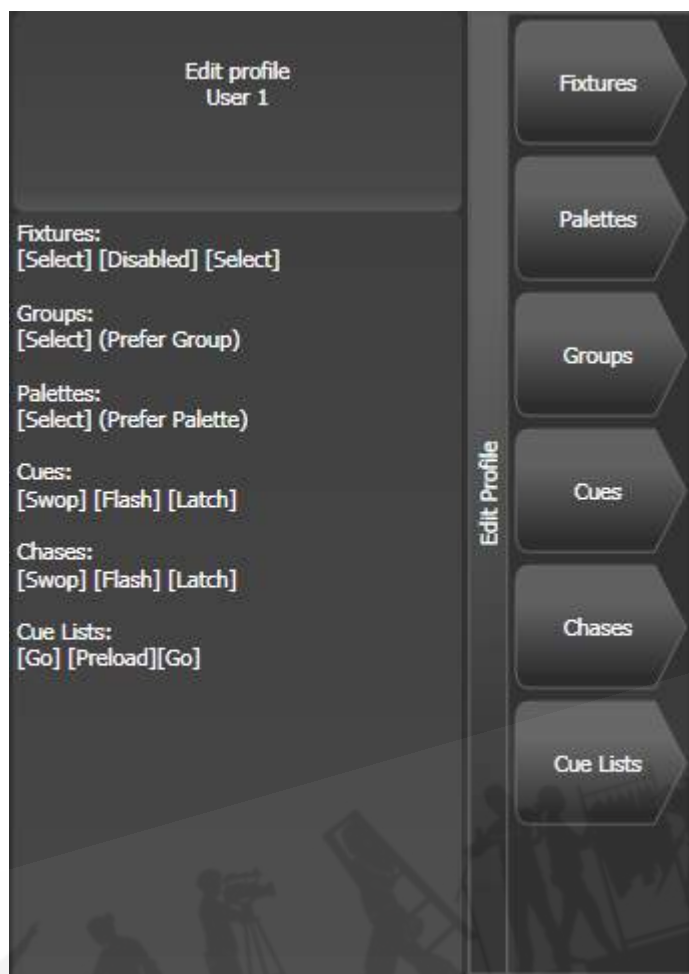 Edit profile
User 1
Fixtures:
[Select] [Disabled] [Select]
Groups:
[Select] (Prefer Group)
Palettes:
[Select] (Prefer Palette)
Cues:
[Swop] [Flash] [Latch]
Chases:
[Swop] [Flash] [Latch]
Cue Lists:
[Go] [Preload][Go]
Edit Profile
Fixtures
Palettes
Groups
Cues
Chases
Cue Lists